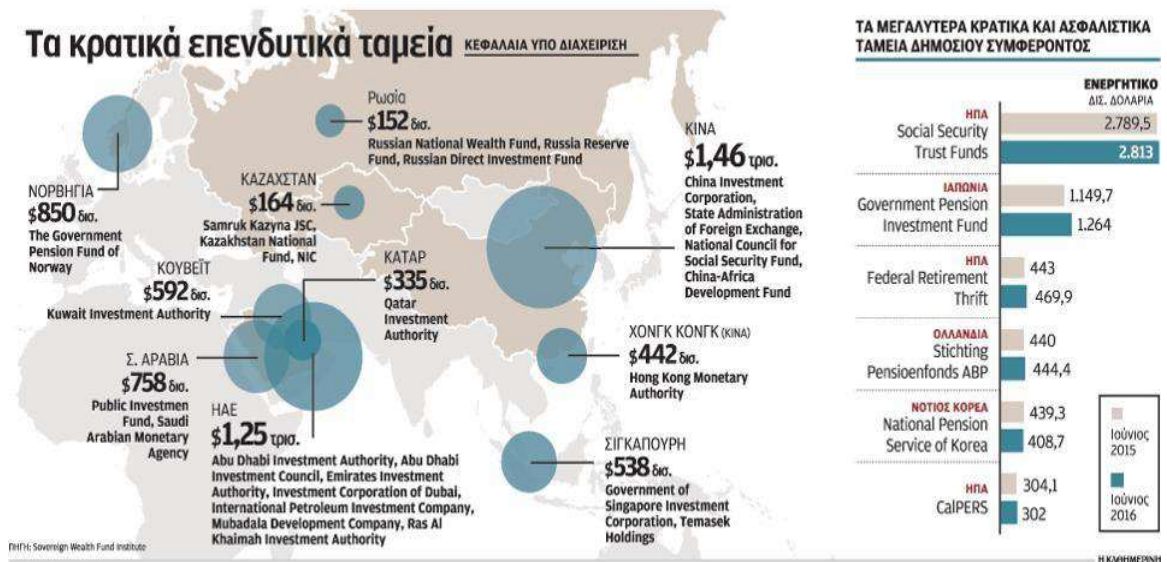 Τα κρατικά επενδυτικά ταμεία ΚΕΦΑΛΑΙΑ ΥΠΟ ΔΙΑΧΕΙΡΙΣΗ
ΝΟΡΒΗΓΙΑ
$850 δισ.
The Government
Pension Fund of
Norway
Ρωσία
$152 δισ.
Russian National Wealth Fund, Russia Reserve
Fund, Russian Direct Investment Fund
ΚΑΖΑΧΣΤΑΝ
$164 δισ.
Samruk Kazyna JSC,
Kazakhstan National
Fund, NIC
ΚΙΝΑ
$1,46 τρισ.
China Investment
Corporation,
State Administration
of Foreign Exchange,
National Council for
Social Security Fund,
China-Africa
Development Fund
ΚΟΥΒΕΪΤ
$592 δισ.
Kuwait Investment Authority
ΚΑΤΑΡ
$335 δισ.
Qatar
Investment
Authority
Σ. ΑΡΑΒΙΑ
$758 δισ.
Public Investmen
Fund, Saudi
Arabian Monetary
Agency
ΗΑΕ
$1,25 τρισ.
Abu Dhabi Investment Authority, Abu Dhabi
Investment Council, Emirates Investment
Authority, Investment Corporation of Dubai,
International Petroleum Investment Company,
Mubadala Development Company, Ras Al
Khaimah Investment Authority
ΧΟΝΓΚ ΚΟΝΓΚ (ΚΙΝΑ)
$442 δισ.
Hong Kong Monetary
Authority
ΣΙΓΚΑΠΟΥΡΗ
$538 δισ.
Government of
Singapore Investment
Corporation, Temasek
Holdings
ΠΗΓΗ: Sovereign Wealth Fund Institute
ΤΑ ΜΕΓΑΛΥΤΕΡΑ ΚΡΑΤΙΚΑ ΚΑΙ ΑΣΦΑΛΙΣΤΙΚΑ
ΤΑΜΕΙΑ ΔΗΜΟΣΙΟΥ ΣΥΜΦΕΡΟΝΤΟΣ
ΕΝΕΡΓΗΤΙΚΟ
ΔΙΣ. ΔΟΛΑΡΙΑ
ΗΠΑ
Social Security
Trust Funds
2.789,5
2.813
ΙΑΠΩΝΙΑ
Government Pension
Investment Fund
1.149,7
1.264
ΗΠΑ
Federal Retirement
Thrift
443
469,9
ΟΛΛΑΝΔΙΑ
Stichting
Pensioenfonds ABP
440
444,4
ΝΟΤΙΟΣ ΚΟΡΕΑ
National Pension
Service of Korea
439,3
408,7
ΗΠΑ
CalPERS
304,1
302
Ιούνιος
2015
Ιούνιος
2016
Η ΚΑΘΗΜΕΡΙΝΗ